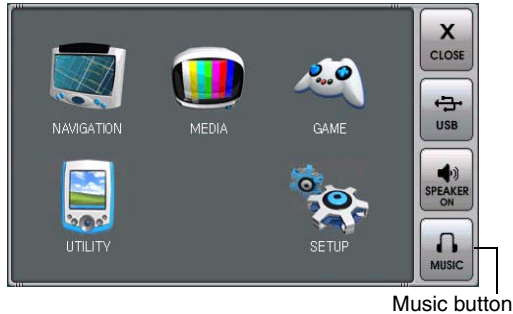 NAVIGATION
MEDIA
GAME
UTILITY
SETUP
X
CLOSE
USB
SPEAKER
ON
MUSIC
Music button